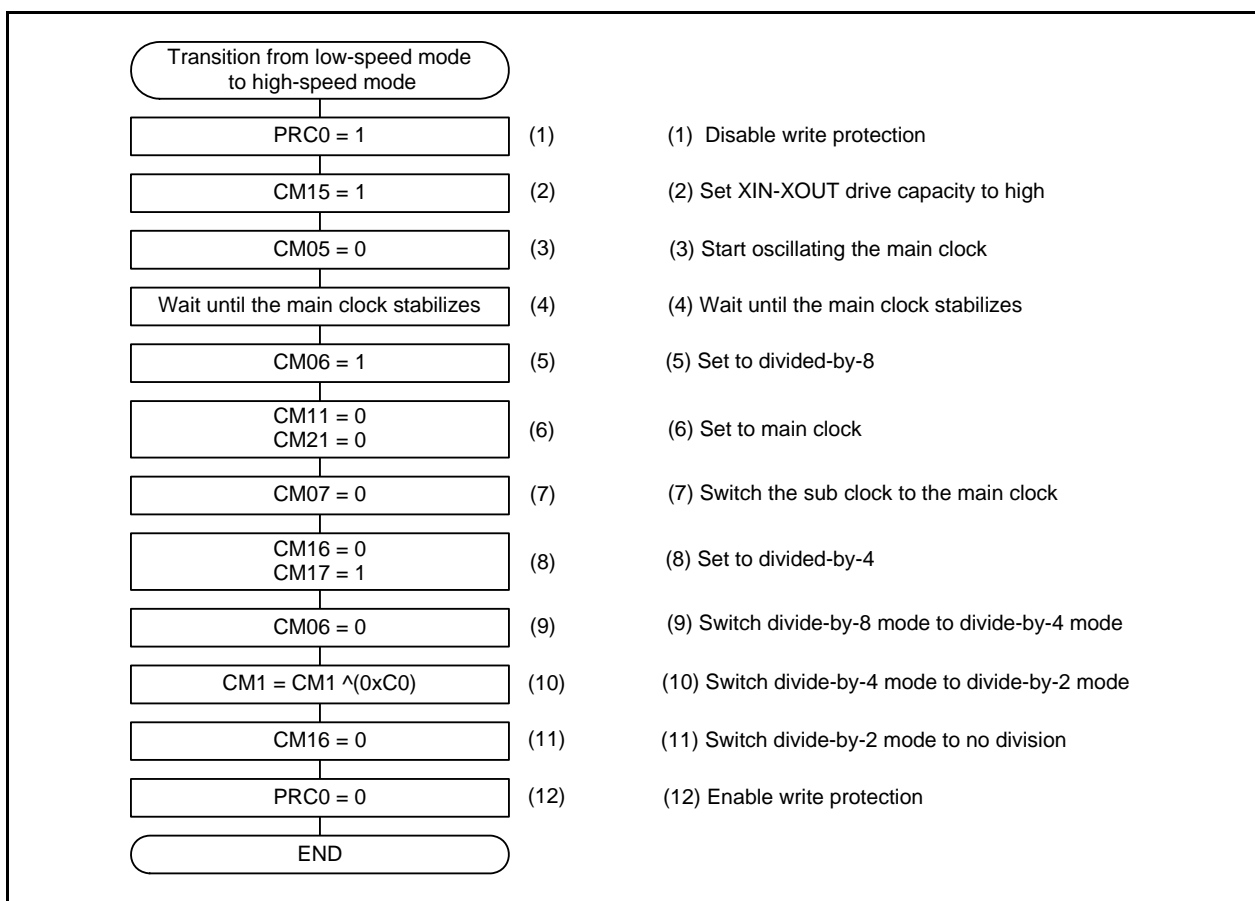 Transition from low-speed mode
to high-speed mode
PRC0 = 1 (1) (1) Disable write protection
CM15 = 1 (2) (2) Set XIN-XOUT drive capacity to high
CM05 = 0 (3) (3) Start oscillating the main clock
Wait until the main clock stabilizes (4) (4) Wait until the main clock stabilizes
CM06 = 1 (5) (5) Set to divided-by-8
CM11 = 0
CM21 = 0 (6) (6) Set to main clock
CM07 = 0 (7) (7) Switch the sub clock to the main clock
CM16 = 0
CM17 = 1 (8) (8) Set to divided-by-4
CM06 = 0 (9) (9) Switch divide-by-8 mode to divide-by-4 mode
CM1 = CM1 ^(0xC0) (10) (10) Switch divide-by-4 mode to divide-by-2 mode
CM16 = 0 (11) (11) Switch divide-by-2 mode to no division
PRC0 = 0 (12) (12) Enable write protection
END